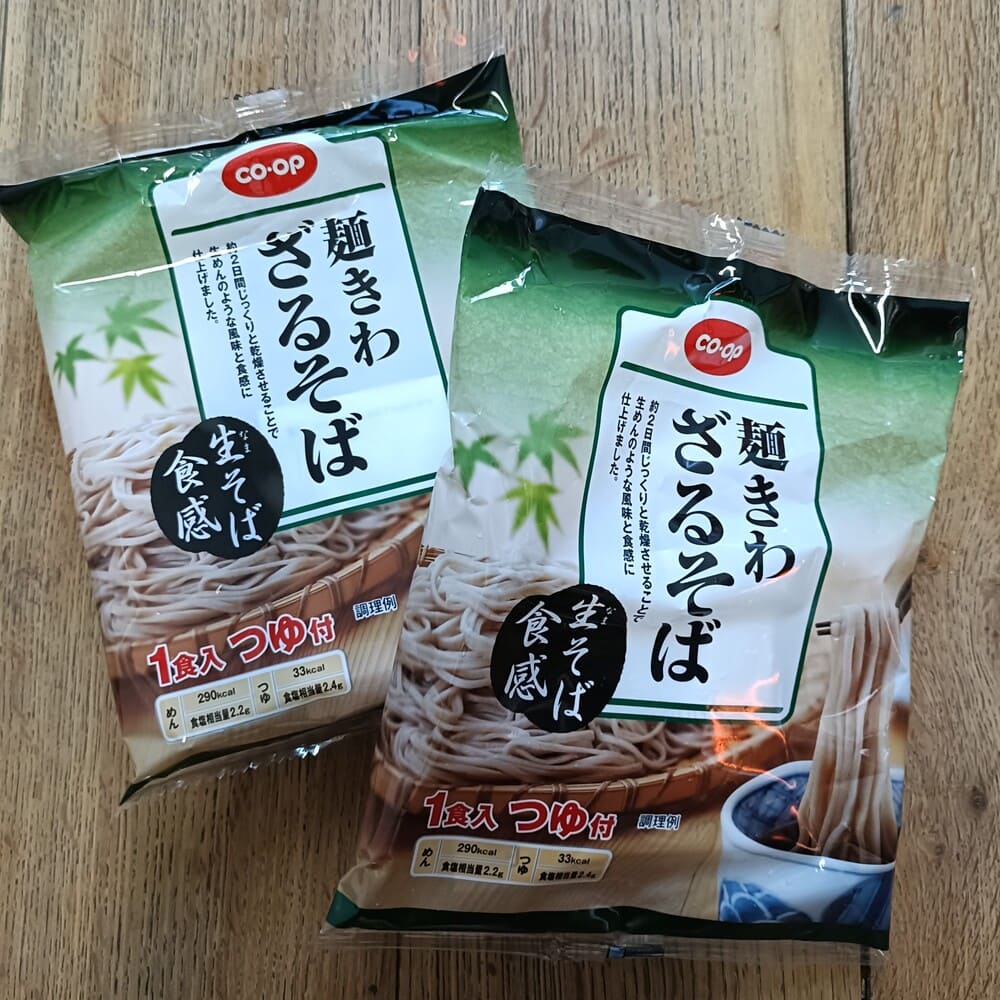 CO·OP
麺きわ
ざるそば
約2日間じっくりと乾燥させることで
生めんのような風味と食感に
仕上げました。
なま
生そば
食感
調理例
1食入 つゆ付
めん
290kcal
食塩相当量2.2g
つゆ
33kcal
食塩相当量2.4g
CO·OP
麺きわ
ざるそば
約2日間じっくりと乾燥させることで
生めんのような風味と食感に
仕上げました。
なま
生そば
食感
1食入 つゆ付
調理例
めん
290kcal
食塩相当量2.2g
つゆ
33kcal
食塩相当量2.4g